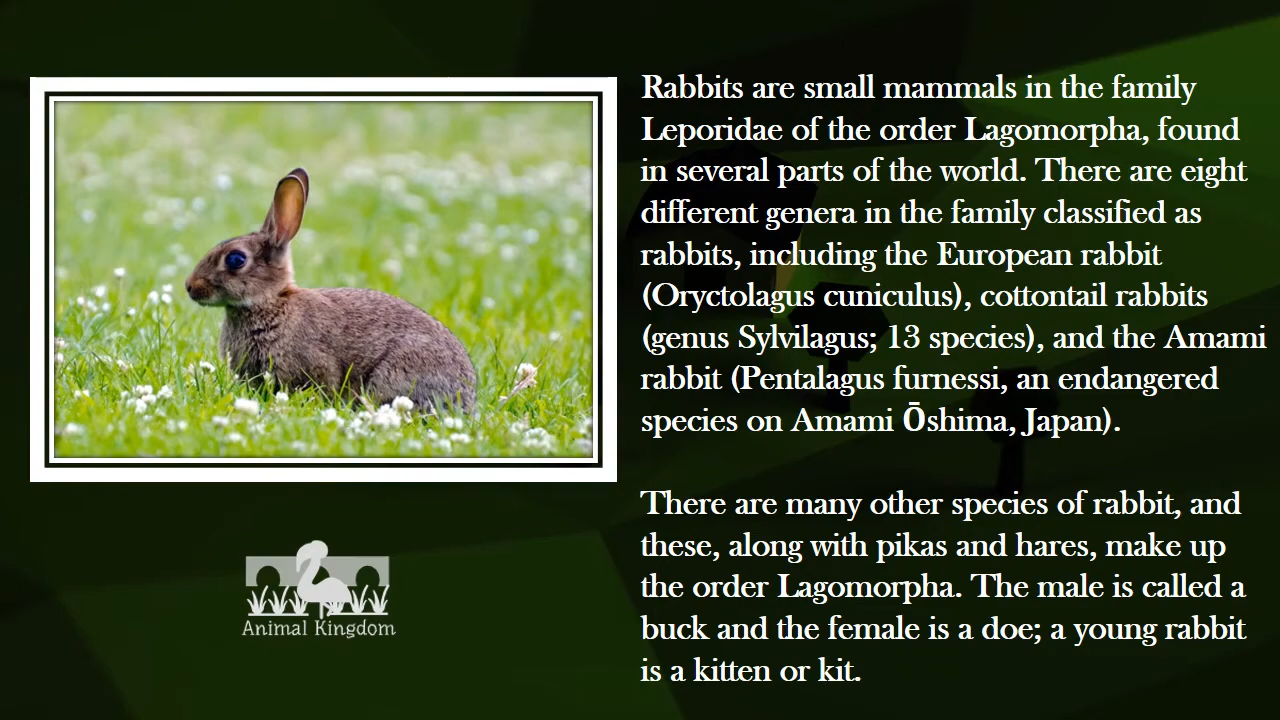 Rabbits are small mammals in the family
Leporidae of the order Lagomorpha, found
in several parts of the world. There are eight
different genera in the family classified as
rabbits, including the European rabbit
(Oryctolagus cuniculus), cottontail rabbits
(genus Sylvilagus; 13 species), and the Amami
rabbit (Pentalagus furnessi, an endangered
species on Amami Ōshima, Japan).
There are many other species of rabbit, and
these, along with pikas and hares, make up
the order Lagomorpha. The male is called a
buck and the female is a doe; a young rabbit
is a kitten or kit.
Animal Kingdom